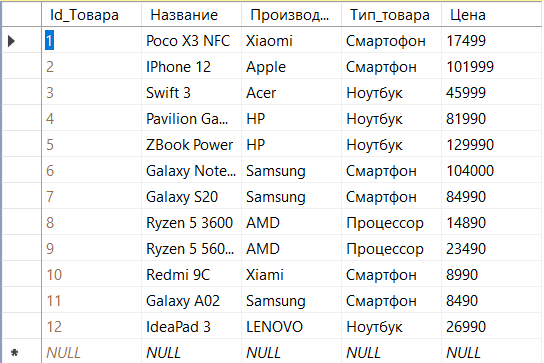 Id_Товара Название Производ... Тип_товара Цена
1 Poco X3 NFC Xiaomi Смартофон 17499
2 IPhone 12 Apple Смартфон 101999
3 Swift 3 Acer Ноутбук 45999
4 Pavilion Ga... HP Ноутбук 81990
5 ZBook Power HP Ноутбук 129990
6 Galaxy Note... Samsung Смартфон 104000
7 Galaxy S20 Samsung Смартфон 84990
8 Ryzen 5 3600 AMD Процессор 14890
9 Ryzen 5 560... AMD Процессор 23490
10 Redmi 9C Xiami Смартфон 8990
11 Galaxy A02 Samsung Смартфон 8490
12 IdeaPad 3 LENOVO Ноутбук 26990
NULL NULL NULL NULL NULL